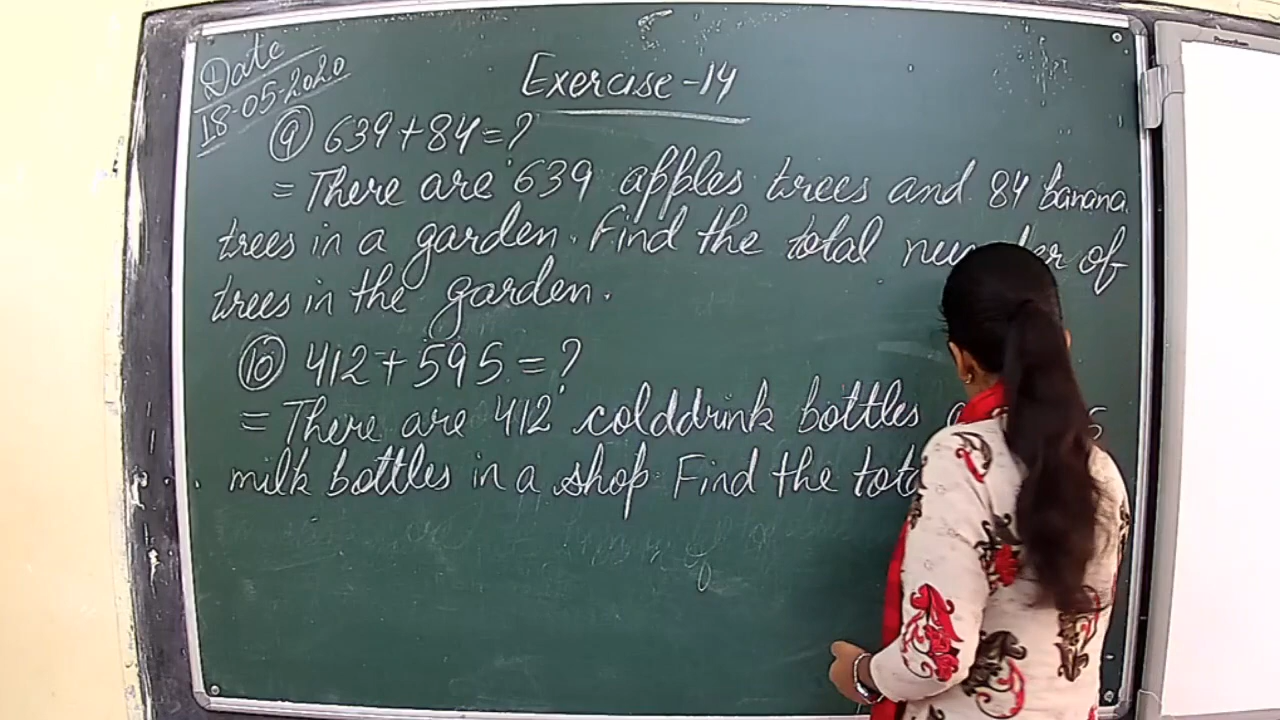 Date
18-05-2020
Exercise-14
⑨ 639+84=?
= There are 639 apples trees and 84 banana
trees in a garden. Find the total number of
trees in the garden.
⑩ 412+595=?
= There are 412 colddrink bottles
milk bottles in a shop. Find the